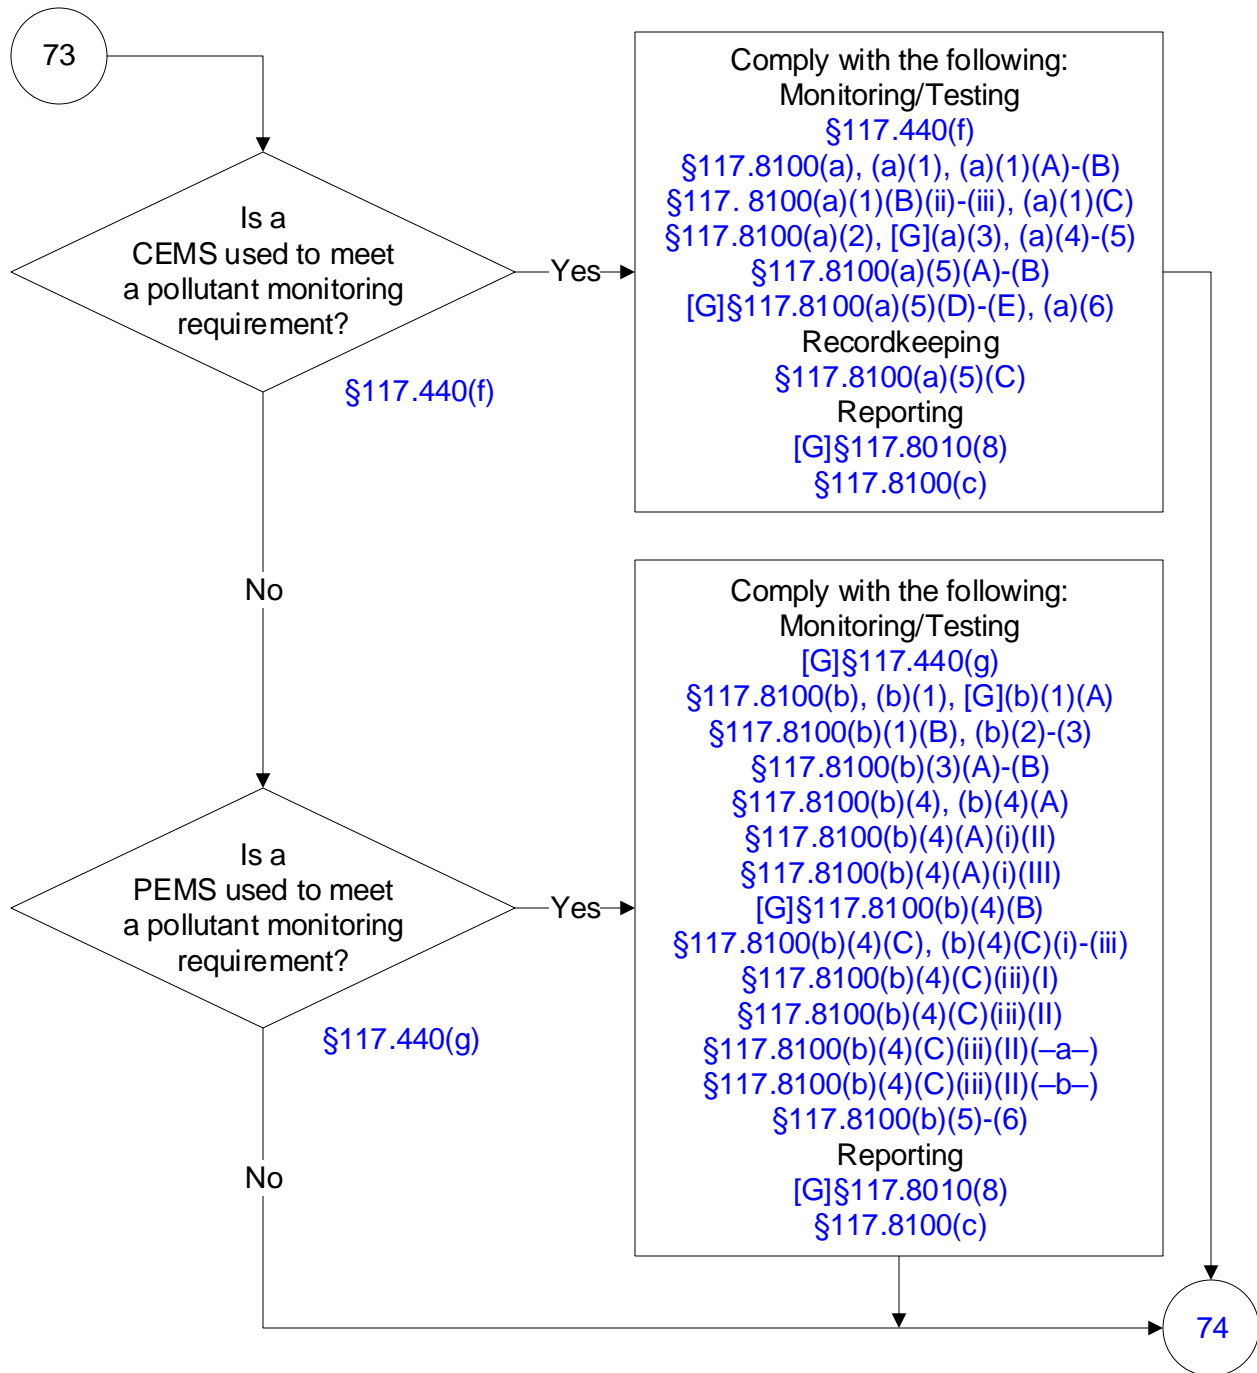 73
Is a
CEMS used to meet
a pollutant monitoring
requirement?
§117.440(f)
Yes
Comply with the following:
Monitoring/Testing
§117.440(f)
§117.8100(a), (a)(1), (a)(1)(A)-(B)
§117. 8100(a)(1)(B)(ii)-(iii), (a)(1)(C)
§117.8100(a)(2), [G](a)(3), (a)(4)-(5)
§117.8100(a)(5)(A)-(B)
[G]§117.8100(a)(5)(D)-(E), (a)(6)
Recordkeeping
§117.8100(a)(5)(C)
Reporting
[G]§117.8010(8)
§117.8100(c)
No
Is a
PEMS used to meet
a pollutant monitoring
requirement?
§117.440(g)
Yes
Comply with the following:
Monitoring/Testing
[G]§117.440(g)
§117.8100(b), (b)(1), [G](b)(1)(A)
§117.8100(b)(1)(B), (b)(2)-(3)
§117.8100(b)(3)(A)-(B)
§117.8100(b)(4), (b)(4)(A)
§117.8100(b)(4)(A)(i)(II)
§117.8100(b)(4)(A)(i)(III)
[G]§117.8100(b)(4)(B)
§117.8100(b)(4)(C), (b)(4)(C)(i)-(iii)
§117.8100(b)(4)(C)(iii)(I)
§117.8100(b)(4)(C)(iii)(II)
§117.8100(b)(4)(C)(iii)(II)(–a–)
§117.8100(b)(4)(C)(iii)(II)(–b–)
§117.8100(b)(5)-(6)
Reporting
[G]§117.8010(8)
§117.8100(c)
No
74